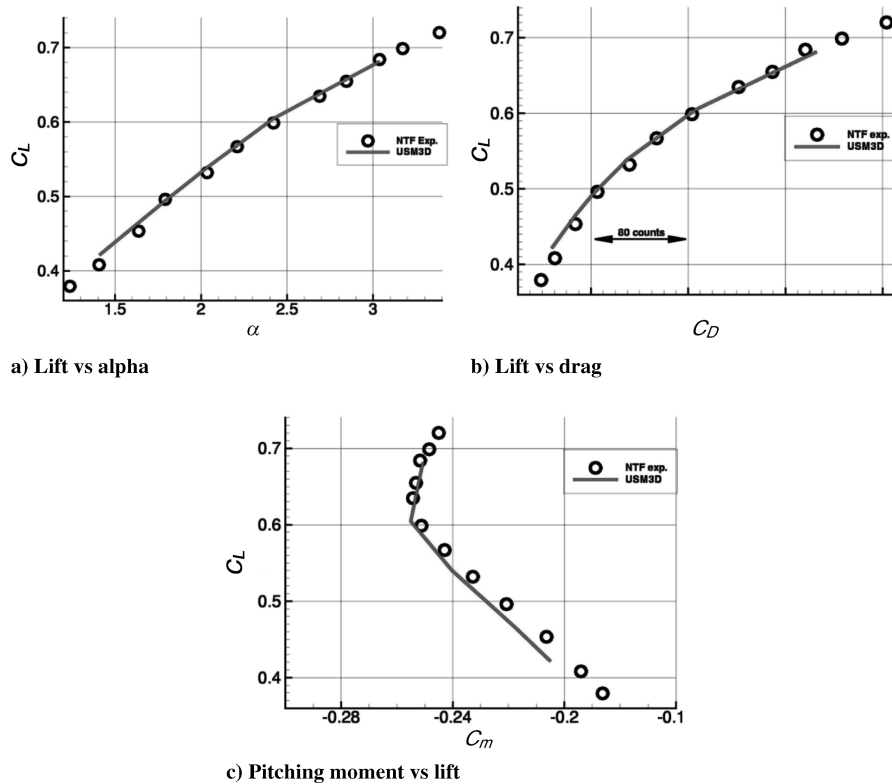 0.7
0.6
0.5
0.4
C_L
NTF Exp.
USM3D
1.5 2 2.5 3
α
a) Lift vs alpha
0.7
0.6
0.5
0.4
C_L
NTF exp.
USM3D
80 counts
C_D
b) Lift vs drag
0.7
0.6
0.5
0.4
C_L
NTF exp.
USM3D
-0.28 -0.24 -0.2 -0.1
C_m
c) Pitching moment vs lift